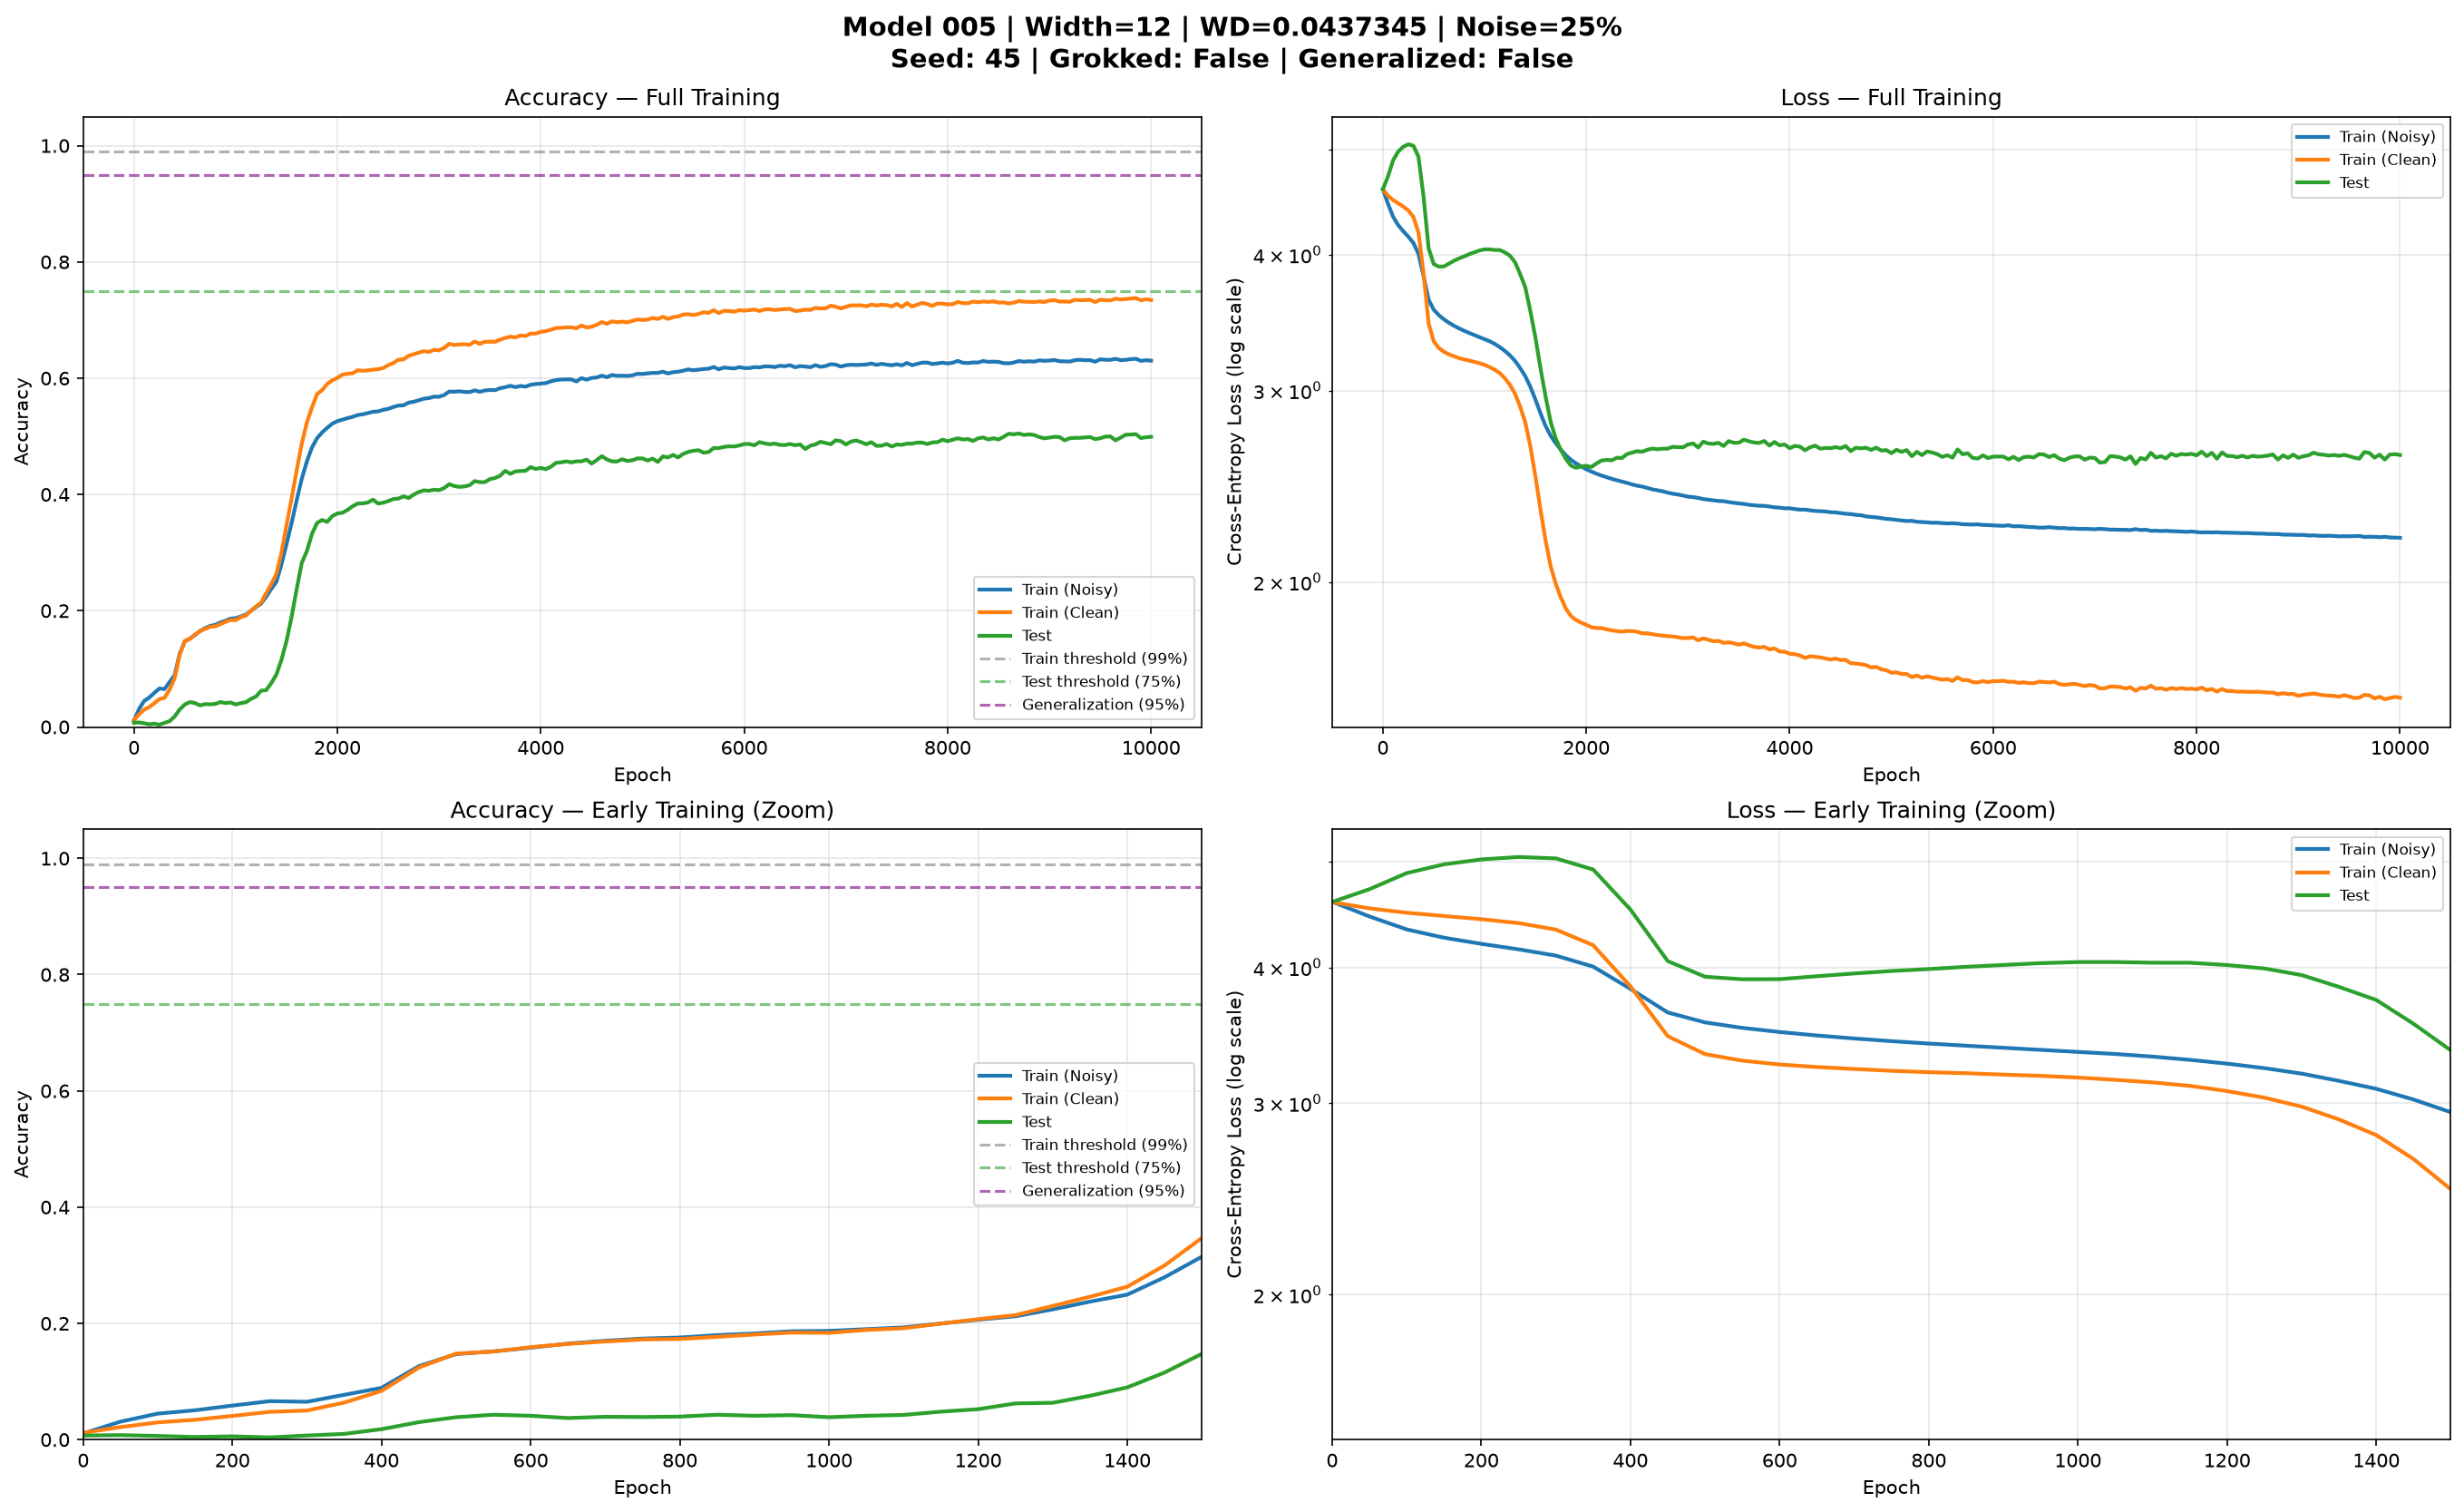 Model 005 | Width=12 | WD=0.0437345 | Noise=25%
Seed: 45 | Grokked: False | Generalized: False
Accuracy — Full Training
Accuracy
1.0
0.8
0.6
0.4
0.2
0.0
0 2000 4000 6000 8000 10000
Epoch
Train (Noisy)
Train (Clean)
Test
Train threshold (99%)
Test threshold (75%)
Generalization (95%)
Loss — Full Training
Cross-Entropy Loss (log scale)
4 × 10⁰
3 × 10⁰
2 × 10⁰
0 2000 4000 6000 8000 10000
Epoch
Train (Noisy)
Train (Clean)
Test
Accuracy — Early Training (Zoom)
Accuracy
1.0
0.8
0.6
0.4
0.2
0.0
0 200 400 600 800 1000 1200 1400
Epoch
Train (Noisy)
Train (Clean)
Test
Train threshold (99%)
Test threshold (75%)
Generalization (95%)
Loss — Early Training (Zoom)
Cross-Entropy Loss (log scale)
4 × 10⁰
3 × 10⁰
2 × 10⁰
0 200 400 600 800 1000 1200 1400
Epoch
Train (Noisy)
Train (Clean)
Test